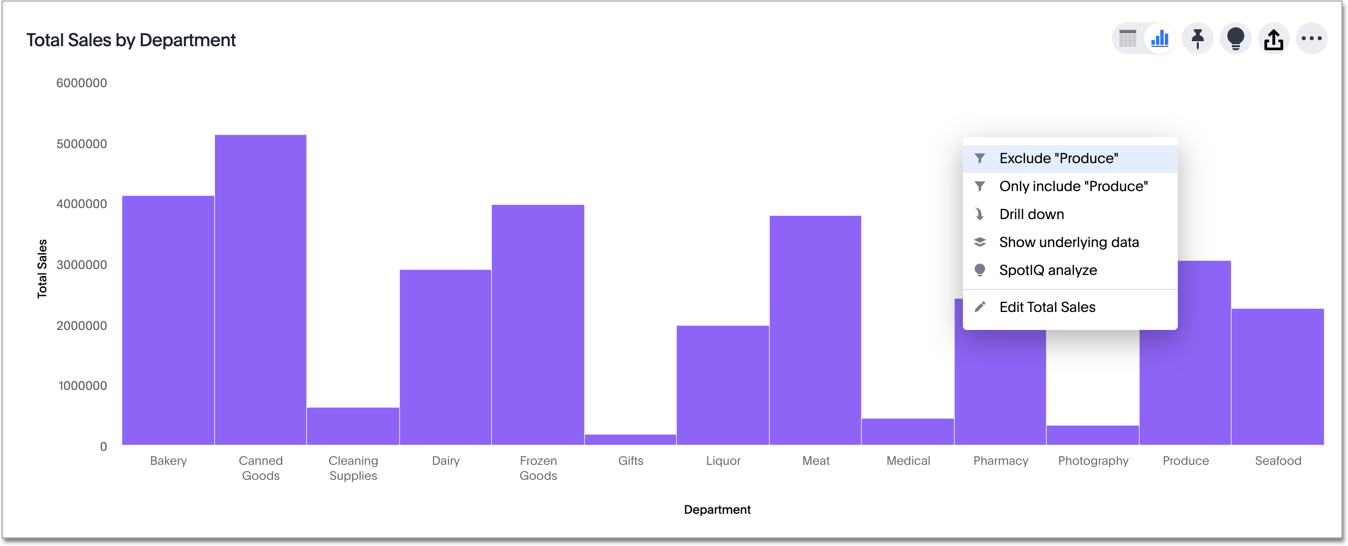 Total Sales by Department
6000000
5000000
4000000
3000000
2000000
1000000
0
Total Sales
Exclude "Produce"
Only include "Produce"
Drill down
Show underlying data
SpotIQ analyze
Edit Total Sales
Bakery
Canned
Goods
Cleaning
Supplies
Dairy
Frozen
Goods
Gifts
Liquor
Meat
Medical
Pharmacy
Photography
Produce
Seafood
Department